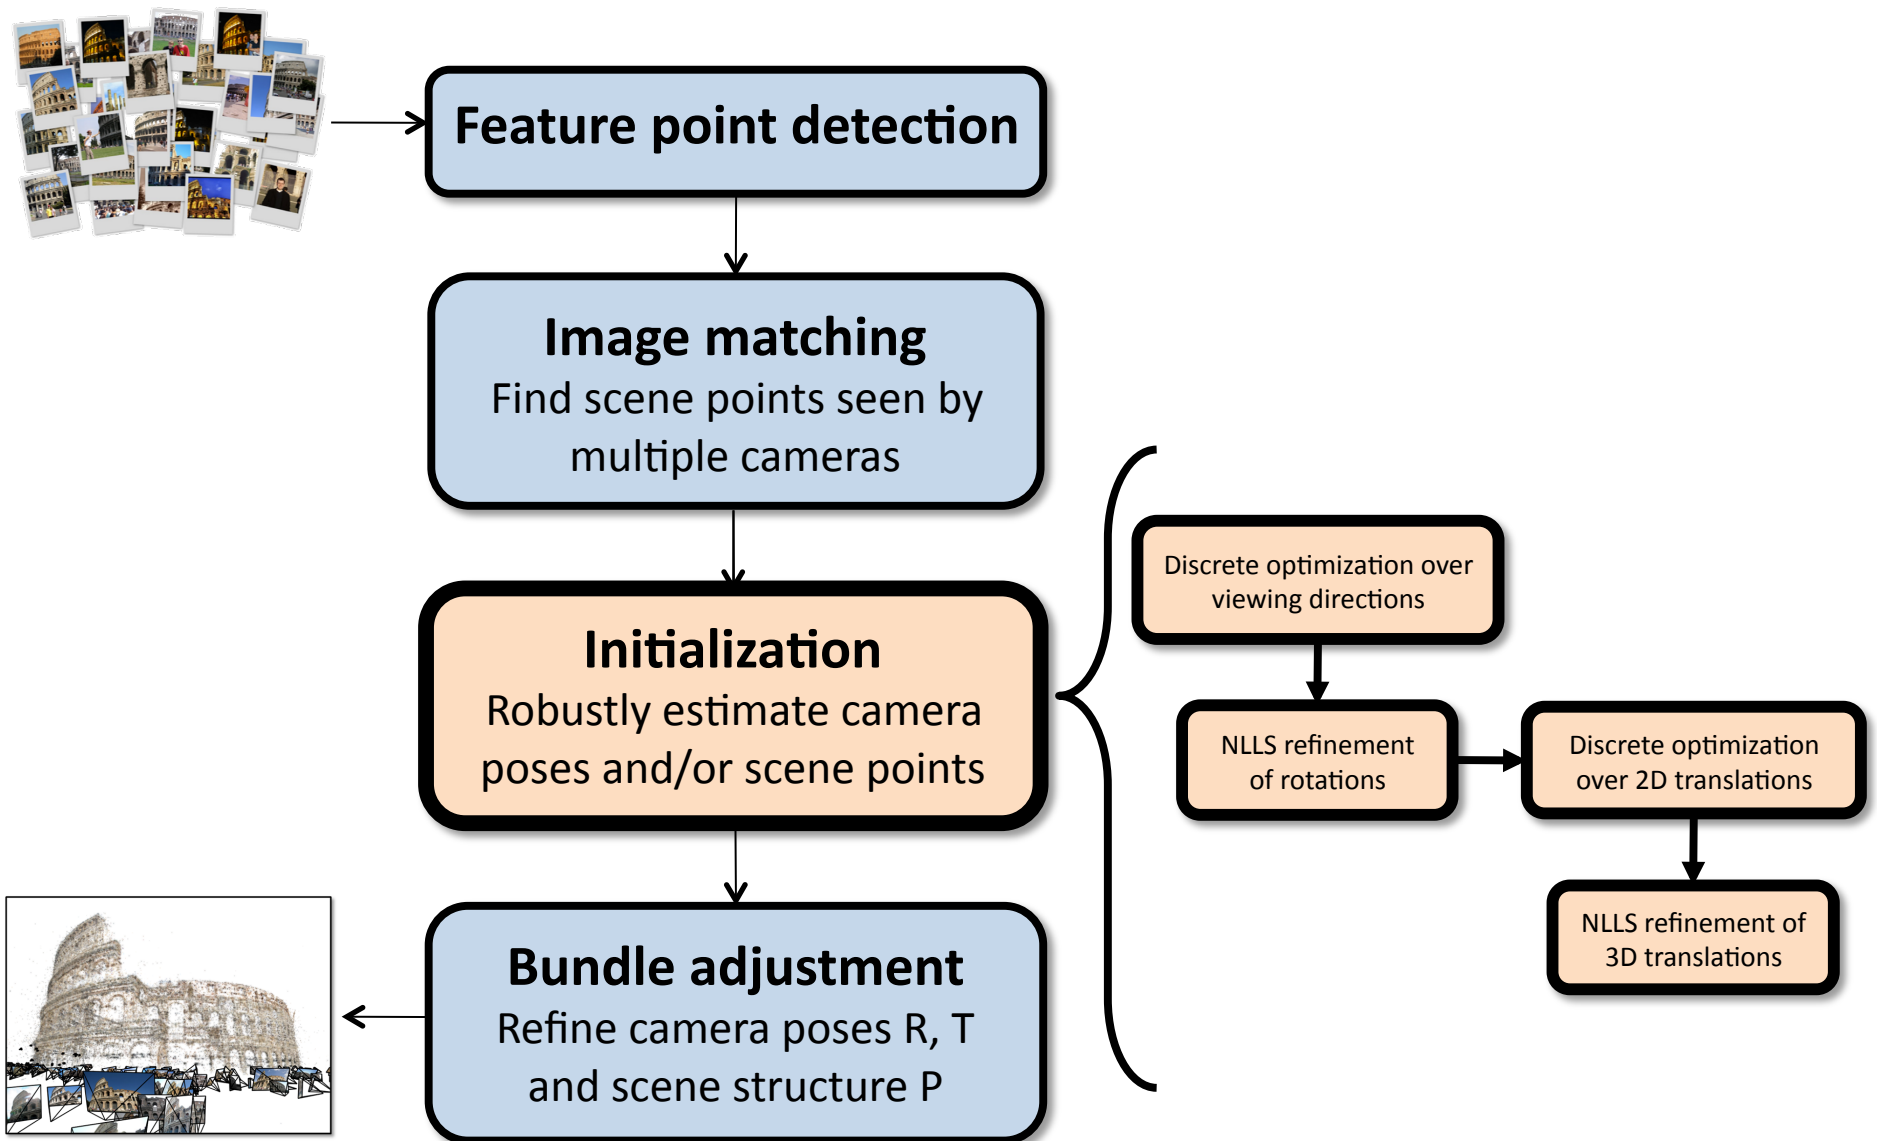 Feature point detection
Image matching
Find scene points seen by
multiple cameras
Initialization
Robustly estimate camera
poses and/or scene points
Bundle adjustment
Refine camera poses R, T
and scene structure P
Discrete optimization over
viewing directions
NLLS refinement
of rotations
Discrete optimization
over 2D translations
NLLS refinement of
3D translations